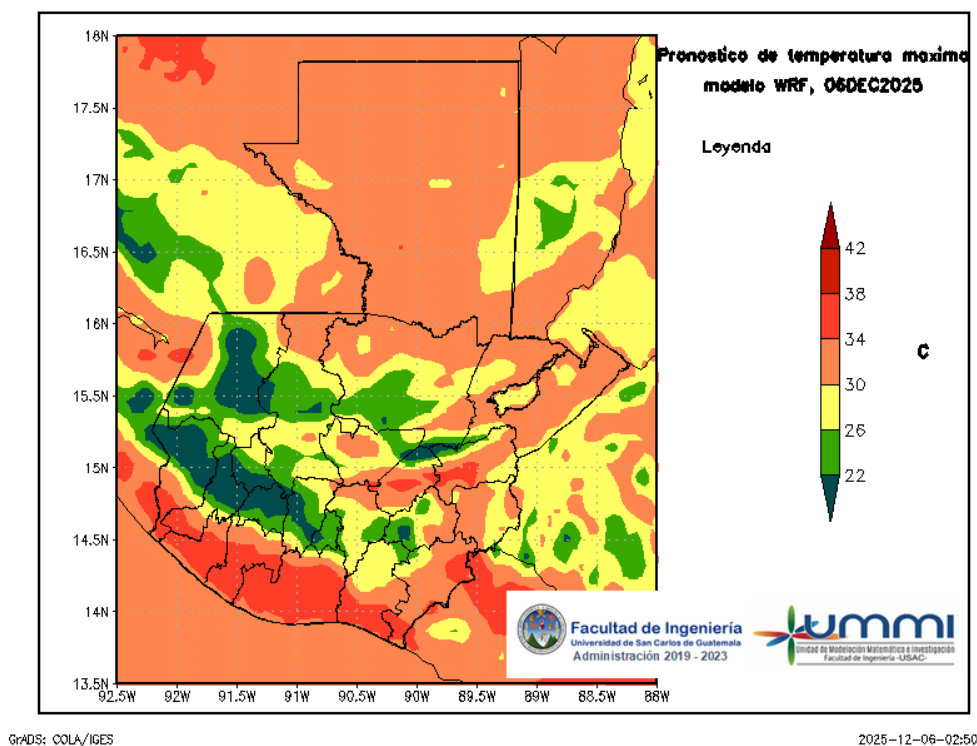 Pronostico de temperatura maxima
modelo WRF, 06DEC2025
Leyenda
42
38
34
30
26
22
C
18N
17.5N
17N
16.5N
16N
15.5N
15N
14.5N
14N
13.5N
92.5W 92W 91.5W 91W 90.5W 90W 89.5W 89W 88.5W 88W
Facultad de Ingeniería
Universidad de San Carlos de Guatemala
Administración 2019 - 2023
ummi
Unidad de Modelación Matemática e Investigación
Facultad de Ingeniería -USAC-
GrADS: COLA/IGES
2025-12-06-02:50